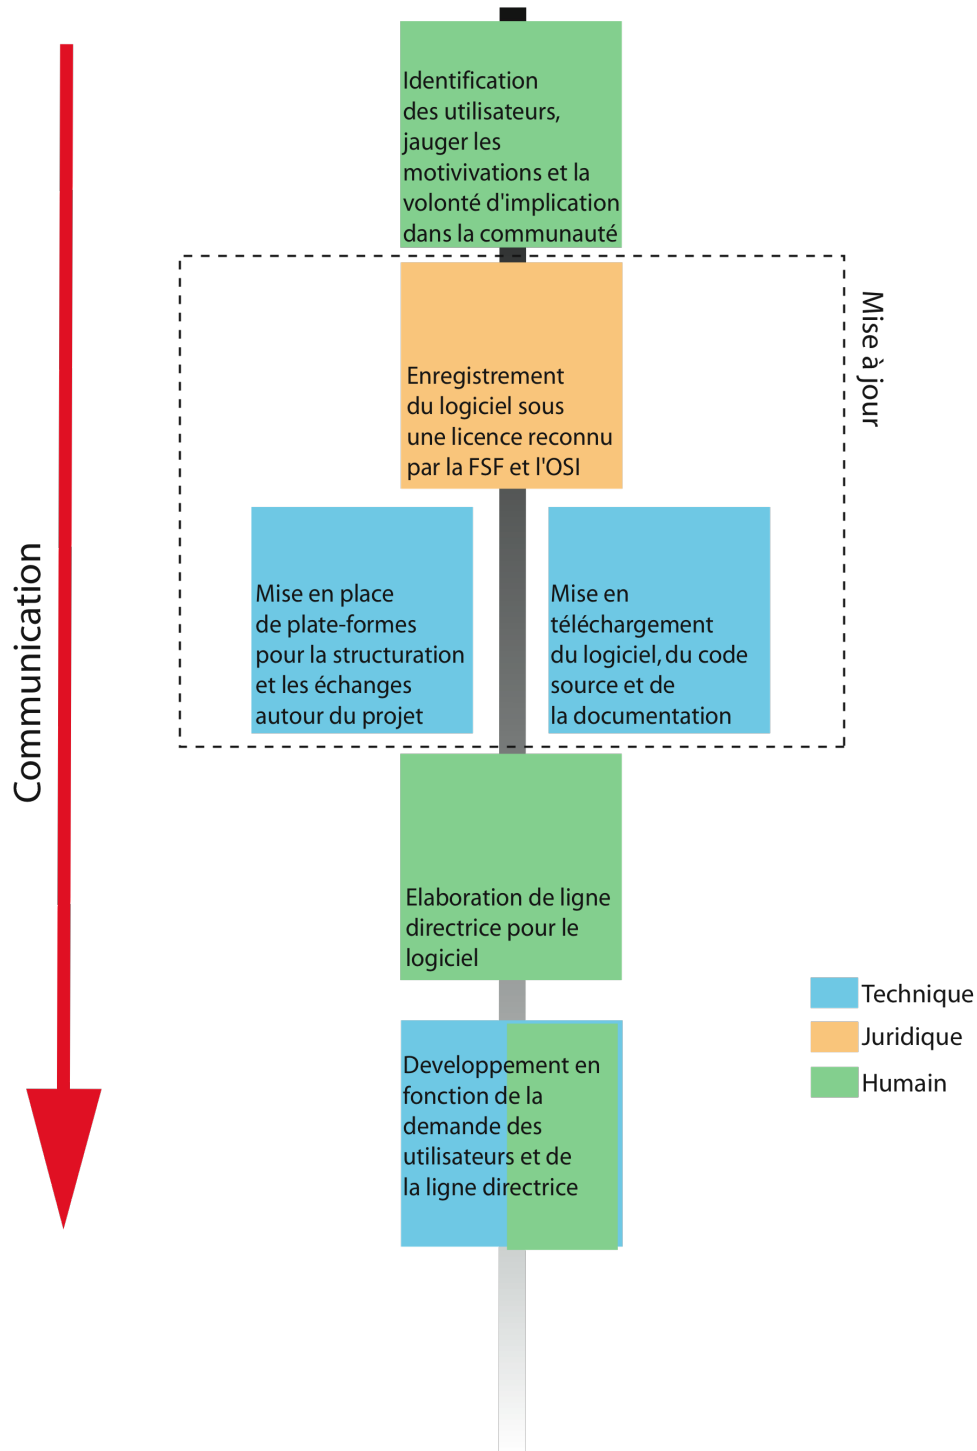 Identification
des utilisateurs,
jauger les
motivivations et la
volonté d'implication
dans la communauté
Mise à jour
Enregistrement
du logiciel sous
une licence reconnu
par la FSF et l'OSI
Communication
Mise en place
de plate-formes
pour la structuration
et les échanges
autour du projet
Mise en
téléchargement
du logiciel, du code
source et de
la documentation
Elaboration de ligne
directrice pour le
logiciel
Technique
Juridique
Humain
Developpement en
fonction de la
demande des
utilisateurs et de
la ligne directrice